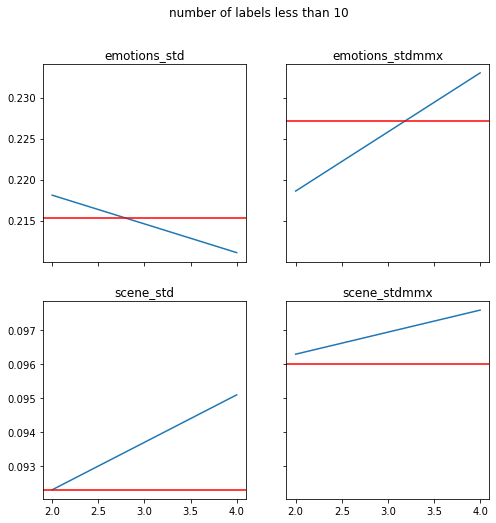 number of labels less than 10
emotions_std
emotions_stdmmx
0.230
0.225
0.220
0.215
scene_std
scene_stdmmx
0.097
0.096
0.095
0.094
0.093
2.0 2.5 3.0 3.5 4.0
2.0 2.5 3.0 3.5 4.0